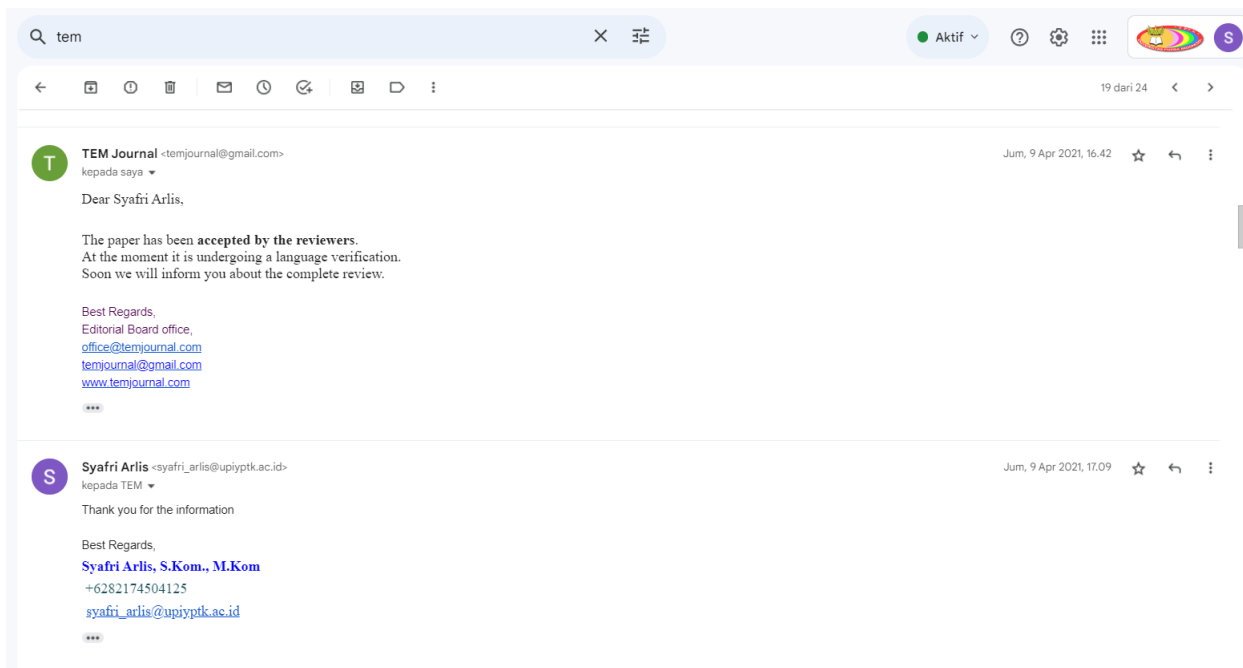 tem
Aktif
S
19 dari 24
T
TEM Journal <temjournal@gmail.com>
Jum, 9 Apr 2021, 16.42
kepada saya
Dear Syafri Arlis,
The paper has been accepted by the reviewers.
At the moment it is undergoing a language verification.
Soon we will inform you about the complete review.
Best Regards,
Editorial Board office,
office@temjournal.com
temjournal@gmail.com
www.temjournal.com
S
Syafri Arlis <syafri_arlis@upiyptk.ac.id>
Jum, 9 Apr 2021, 17.09
kepada TEM
Thank you for the information
Best Regards,
Syafri Arlis, S.Kom., M.Kom
+6282174504125
syafri_arlis@upiyptk.ac.id